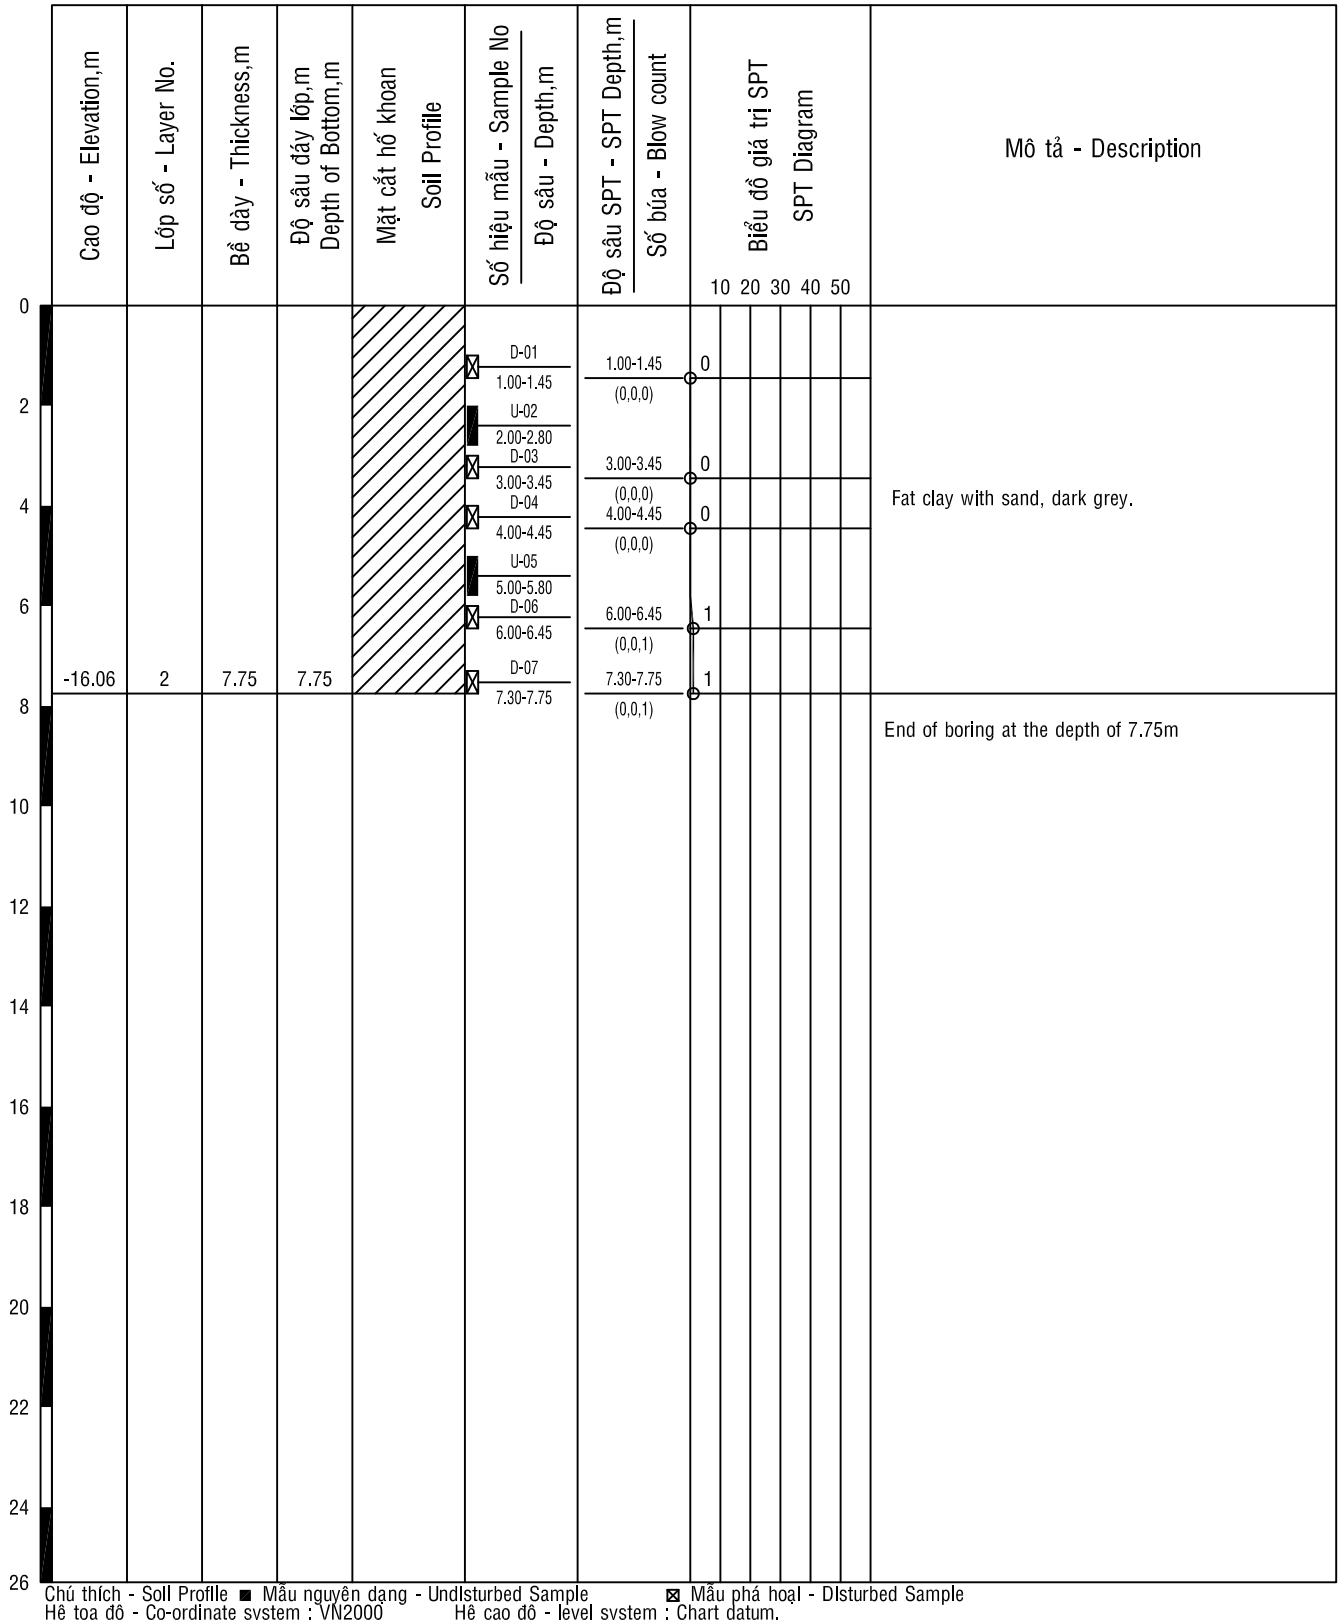 Cao độ - Elevation,m
Lớp số - Layer No.
Bề dày - Thickness,m
Độ sâu đáy lớp,m
Depth of Bottom,m
Mặt cắt hố khoan
Soil Profile
Số hiệu mẫu - Sample No
Độ sâu - Depth,m
Độ sâu SPT - SPT Depth,m
Số búa - Blow count
Biểu đồ giá trị SPT
SPT Diagram
10 20 30 40 50
Mô tả - Description
0
D-01
1.00-1.45
1.00-1.45
(0,0,0)
0
2
U-02
2.00-2.80
D-03
3.00-3.45
3.00-3.45
(0,0,0)
0
4
D-04
4.00-4.45
4.00-4.45
(0,0,0)
0
Fat clay with sand, dark grey.
U-05
5.00-5.80
6
D-06
6.00-6.45
6.00-6.45
(0,0,1)
1
-16.06 2 7.75 7.75
D-07
7.30-7.75
7.30-7.75
(0,0,1)
1
8
End of boring at the depth of 7.75m
10
12
14
16
18
20
22
24
26
Chú thích - Soil Profile Mẫu nguyên dạng - Undisturbed Sample Mẫu phá hoại - Disturbed Sample
Hệ tọa độ - Co-ordinate system : VN2000 Hệ cao độ - level system : Chart datum.